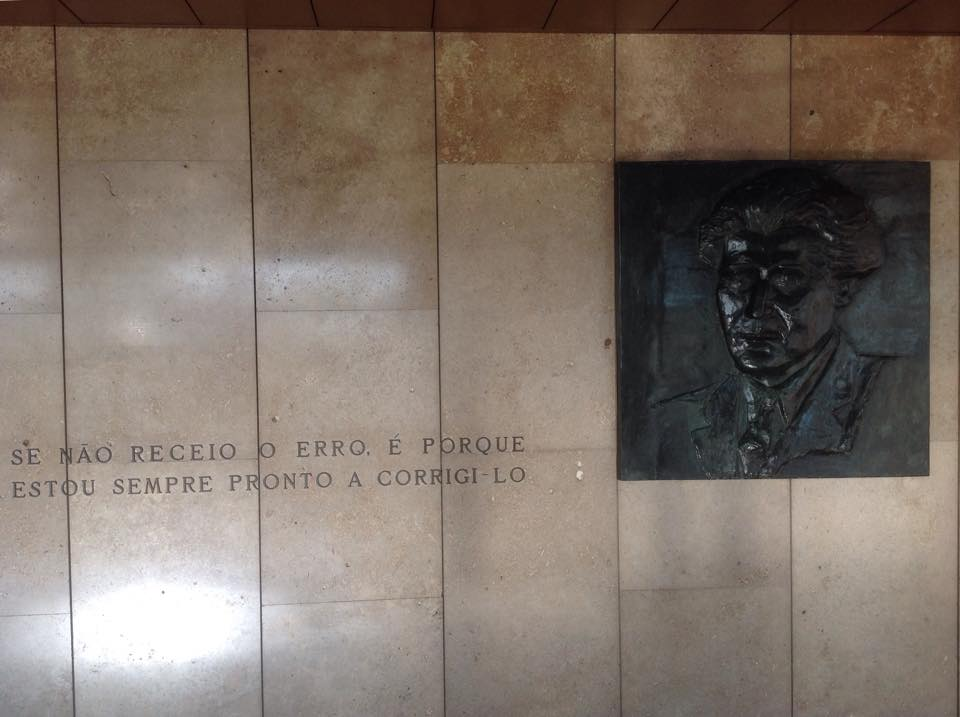 SE NÃO RECEIO O ERRO, É PORQUE
ESTOU SEMPRE PRONTO A CORRIGI-LO